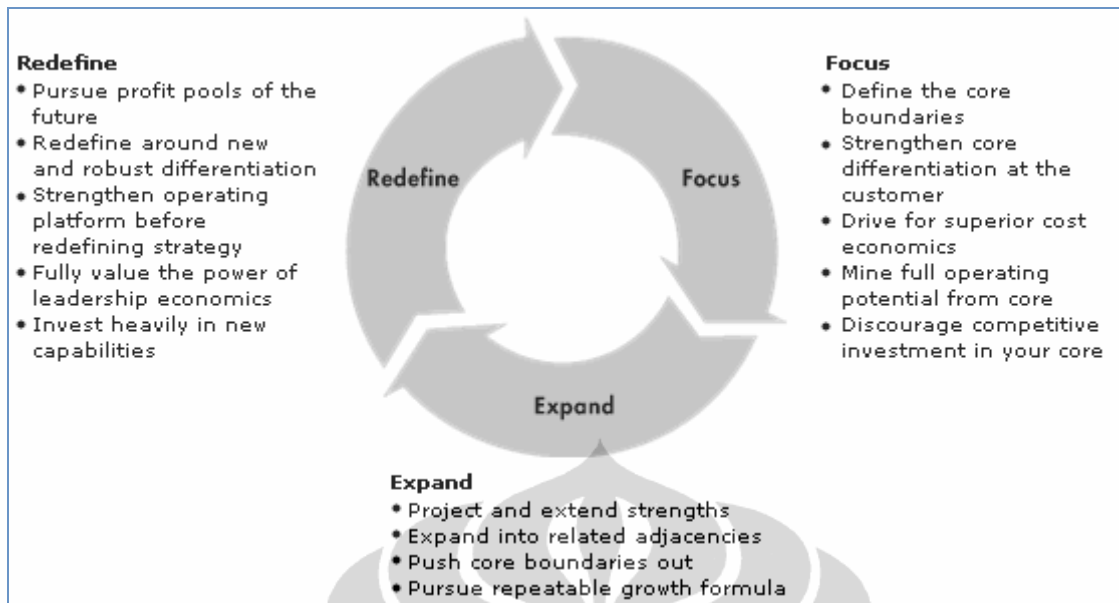 Redefine
• Pursue profit pools of the
future
• Redefine around new
and robust differentiation
• Strengthen operating
platform before
redefining strategy
• Fully value the power of
leadership economics
• Invest heavily in new
capabilities
Redefine
Focus
Expand
Focus
• Define the core
boundaries
• Strengthen core
differentiation at the
customer
• Drive for superior cost
economics
• Mine full operating
potential from core
• Discourage competitive
investment in your core
Expand
• Project and extend strengths
• Expand into related adjacencies
• Push core boundaries out
• Pursue repeatable growth formula